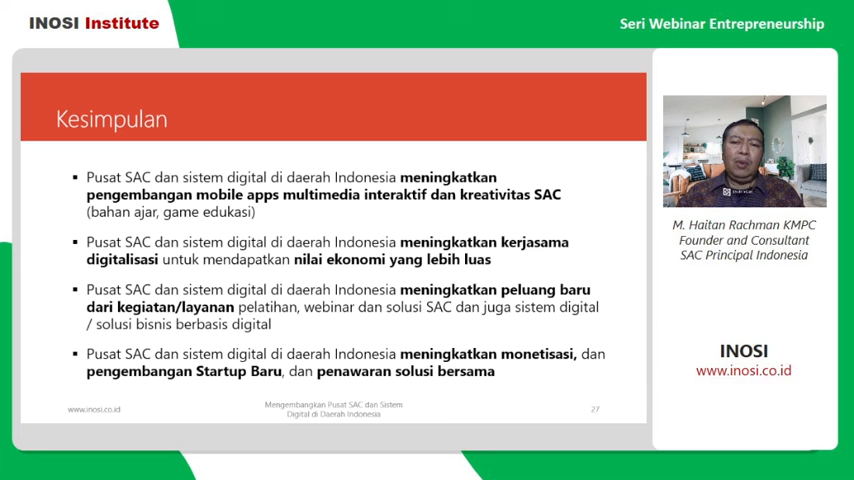 INOSI Institute
Seri Webinar Entrepreneurship
Kesimpulan
▪ Pusat SAC dan sistem digital di daerah Indonesia meningkatkan
pengembangan mobile apps multimedia interaktif dan kreativitas SAC
(bahan ajar, game edukasi)
▪ Pusat SAC dan sistem digital di daerah Indonesia meningkatkan kerjasama
digitalisasi untuk mendapatkan nilai ekonomi yang lebih luas
▪ Pusat SAC dan sistem digital di daerah Indonesia meningkatkan peluang baru
dari kegiatan/layanan pelatihan, webinar dan solusi SAC dan juga sistem digital
/ solusi bisnis berbasis digital
▪ Pusat SAC dan sistem digital di daerah Indonesia meningkatkan monetisasi, dan
pengembangan Startup Baru, dan penawaran solusi bersama
www.inosi.co.id
Mengembangkan Pusat SAC dan Sistem
Digital di Daerah Indonesia
27
M. Haitan Rachman KMPC
Founder and Consultant
SAC Principal Indonesia
INOSI
www.inosi.co.id